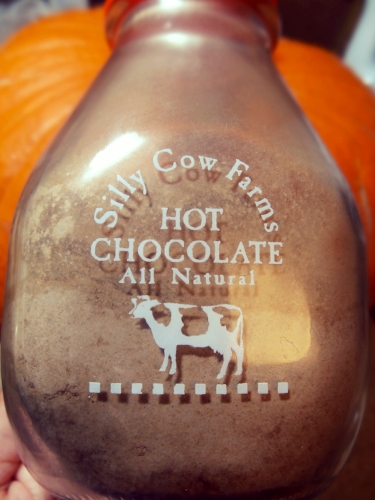 Silly Cow Farms
HOT
CHOCOLATE
All Natural